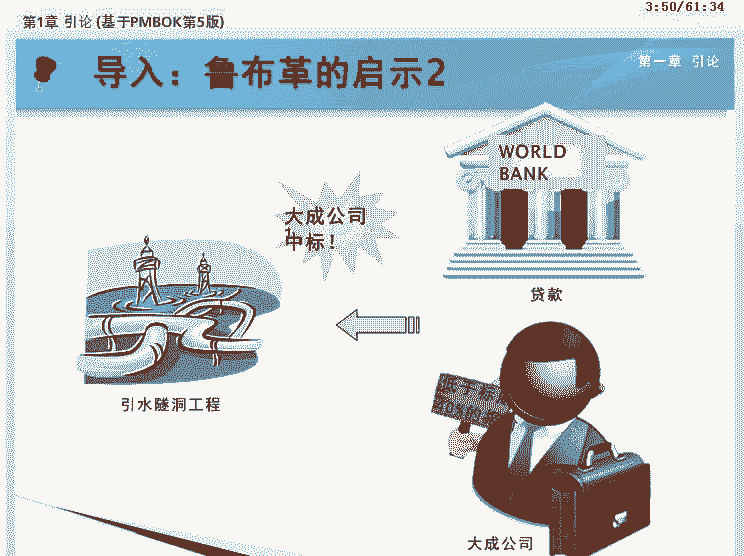 第1章 引论 (基于PMBOK第5版)
3:50/61:34
导入：鲁布革的启示2
第一章 引论
WORLD
BANK
大成公司
中标！
贷款
引水隧洞工程
大成公司